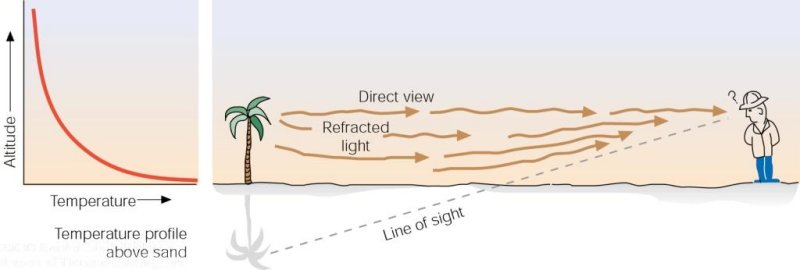 Altitude
Temperature
Temperature profile
above sand
Direct view
Refracted
light
Line of sight
?